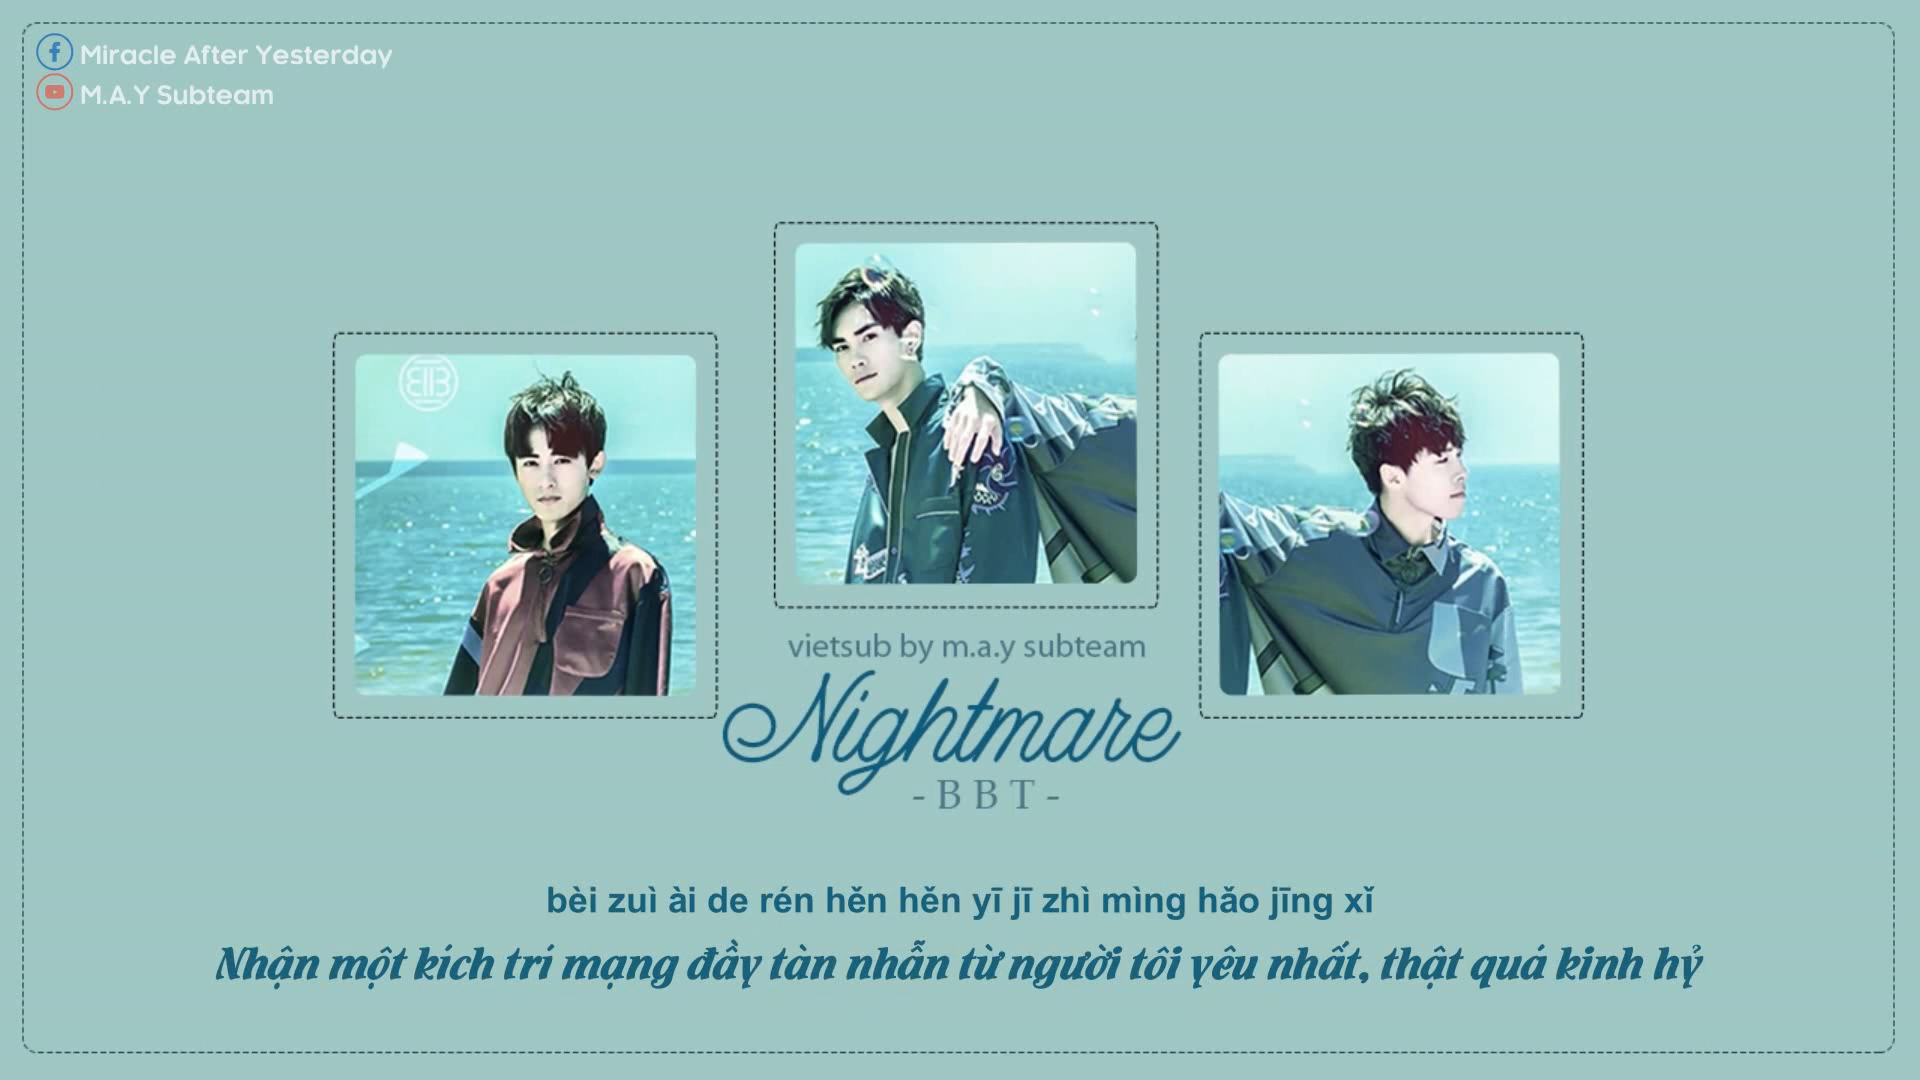 Miracle After Yesterday
M.A.Y Subteam
vietsub by m.a.y subteam
Nightmare
-BBT-
bèi zuì ài de rén hěn hěn yī jī zhì mìng hǎo jīng xǐ
Nhận một kích trí mạng đầy tàn nhẫn từ người tôi yêu nhất, thật quá kinh hỷ